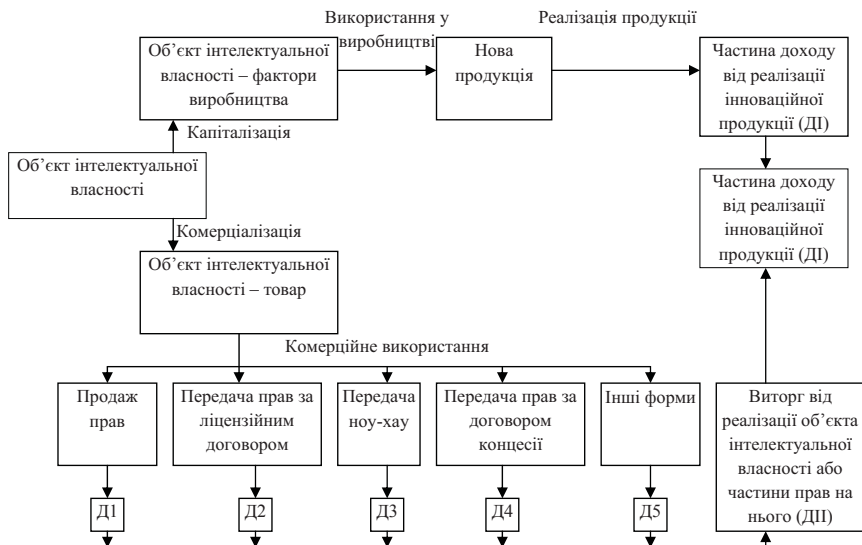 Використання у
виробництві
Реалізація продукції
Об’єкт інтелектуальної
власності – фактори
виробництва
Нова
продукція
Частина доходу
від реалізації
інноваційної
продукції (ДІ)
Капіталізація
Об’єкт інтелектуальної
власності
Частина доходу
від реалізації
інноваційної
продукції (ДІ)
Комерціалізація
Об’єкт інтелектуальної
власності – товар
Комерційне використання
Продаж
прав
Передача прав за
ліцензійним
договором
Передача
ноу-хау
Передача прав за
договором
концесії
Інші форми
Виторг від
реалізації об’єкта
інтелектуальної
власності або
частини прав на
нього (ДІІ)
Д1
Д2
Д3
Д4
Д5